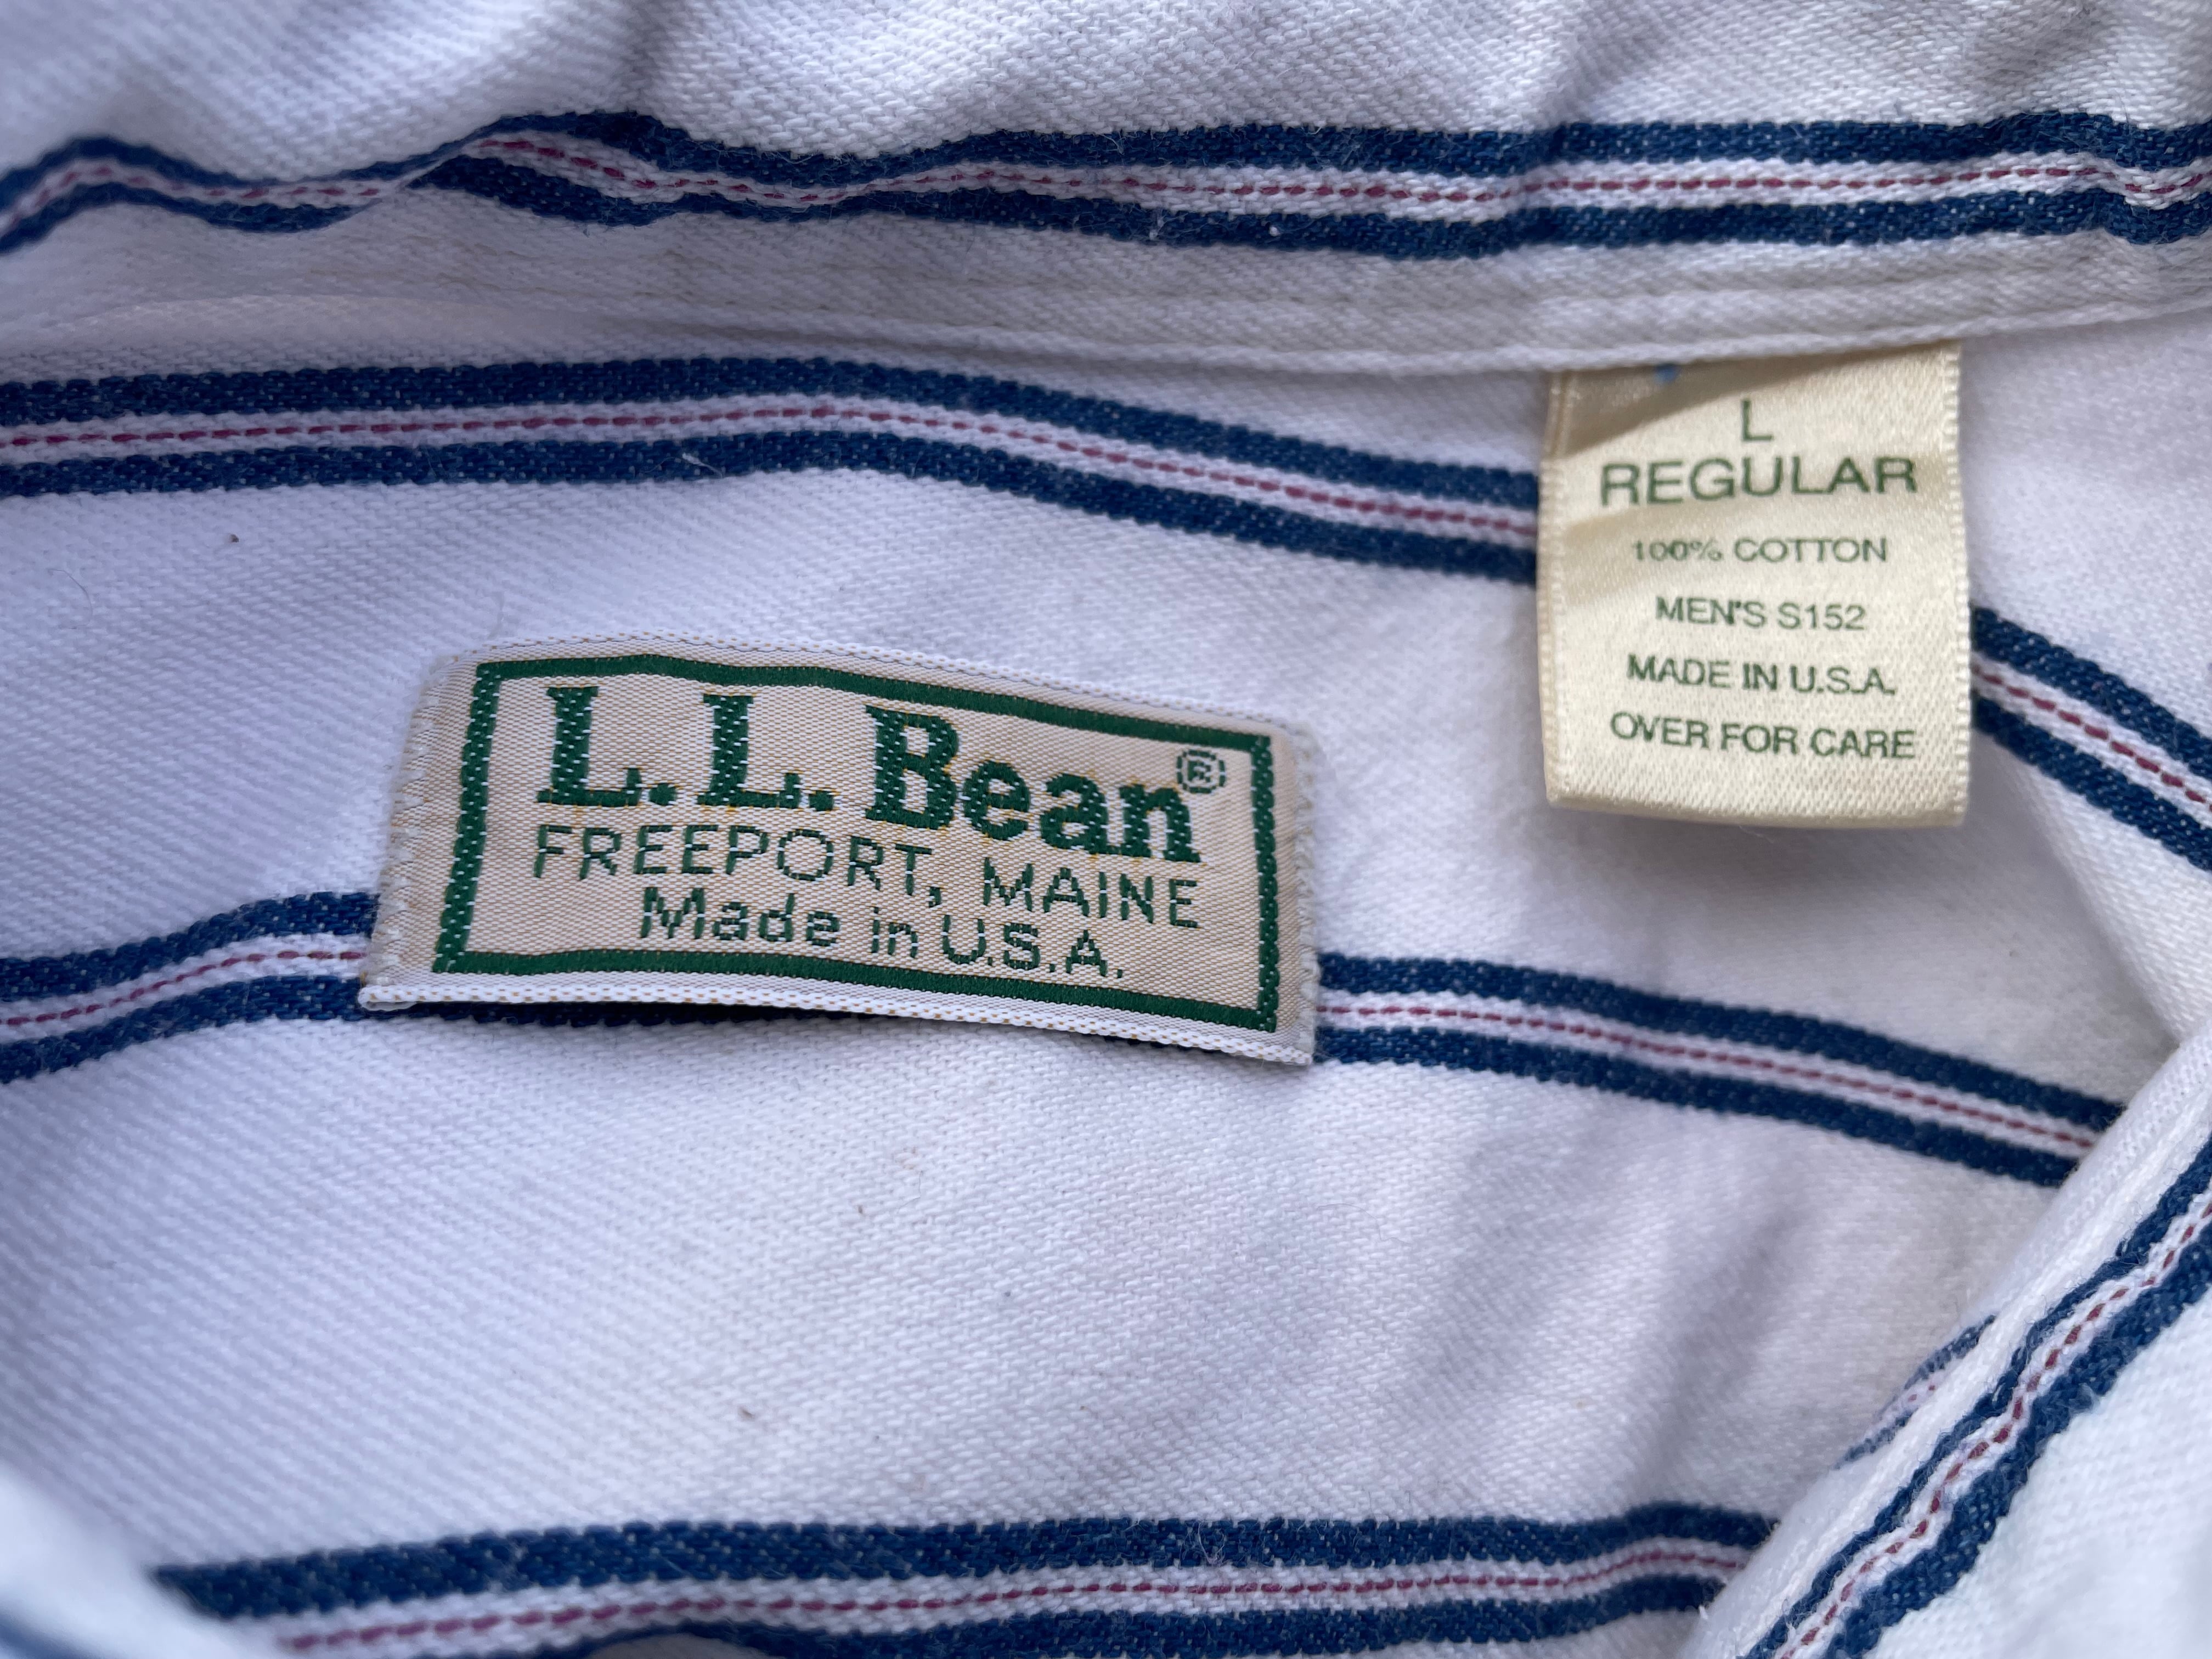 L
REGULAR
100% COTTON
MEN'S S152
MADE IN U.S.A.
OVER FOR CARE
L.L.Bean®
FREEPORT, MAINE
Made in U.S.A.